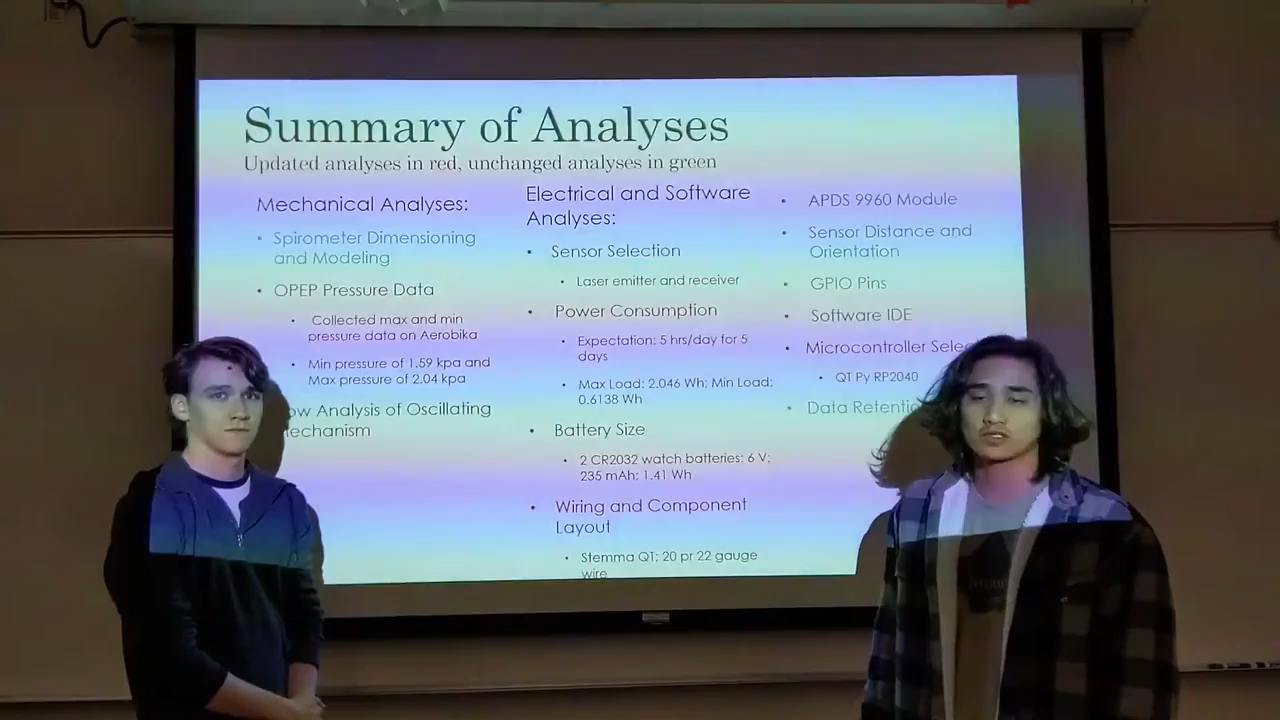 Summary of Analyses
Updated analyses in red, unchanged analyses in green
Mechanical Analyses:
• Spirometer Dimensioning
and Modeling
• OPEP Pressure Data
• Collected max and min
pressure data on Aerobika
• Min pressure of 1.59 kpa and
Max pressure of 2.04 kpa
Analysis of Oscillating
Electrical and Software
Analyses:
• Sensor Selection
• Laser emitter and receiver
• Power Consumption
• Expectation: 5 hrs/day for 5
days
• Max Load: 2.046 Wh; Min Load:
0.6138 Wh
• Battery Size
• 2 CR2032 watch batteries: 6 V;
235 mAh; 1.41 Wh
• Wiring and Component
Layout
• Stemma QT; 20 pr 22 gauge
wire
• APDS 9960 Module
• Sensor Distance and
Orientation
• GPIO Pins
• Software IDE
• Microcontroller
• QT Py RP2040
• Data